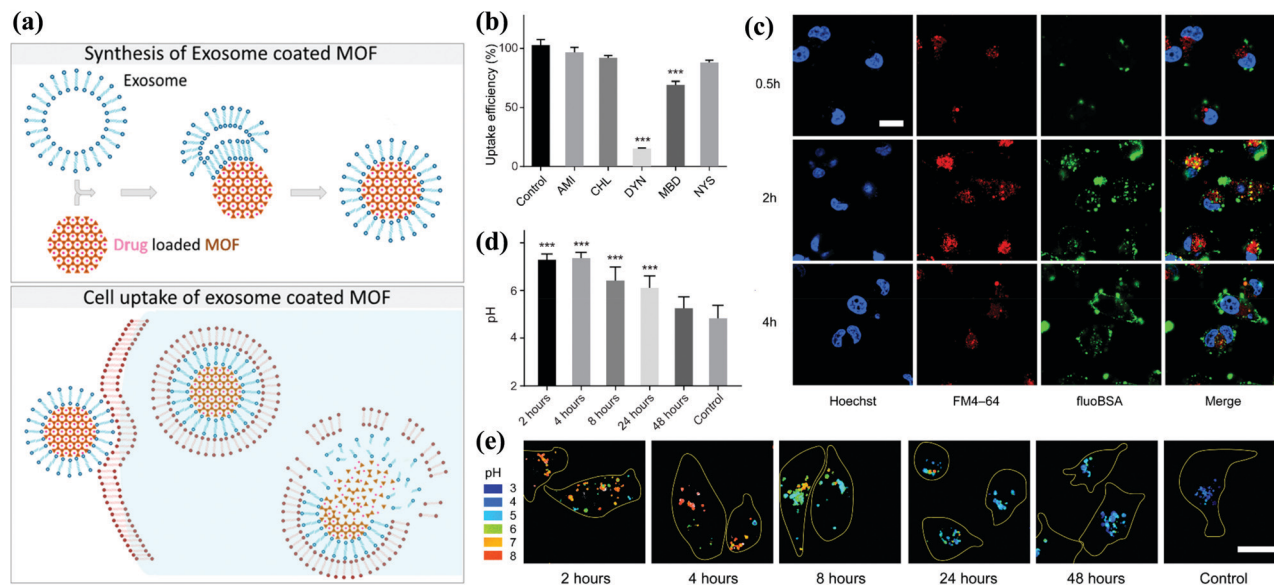 (a)
Synthesis of Exosome coated MOF
Exosome
Drug loaded MOF
Cell uptake of exosome coated MOF
(b)
Uptake efficiency (%)
100
50
0
***
***
Control
AMI
CHL
DYN
MBD
NYS
(c)
0.5h
2h
4h
Hoechst
FM4–64
fluoBSA
Merge
(d)
pH
6
4
2
***
***
***
***
2 hours
4 hours
8 hours
24 hours
48 hours
Control
(e)
pH
3
4
5
6
7
8
2 hours
4 hours
8 hours
24 hours
48 hours
Control